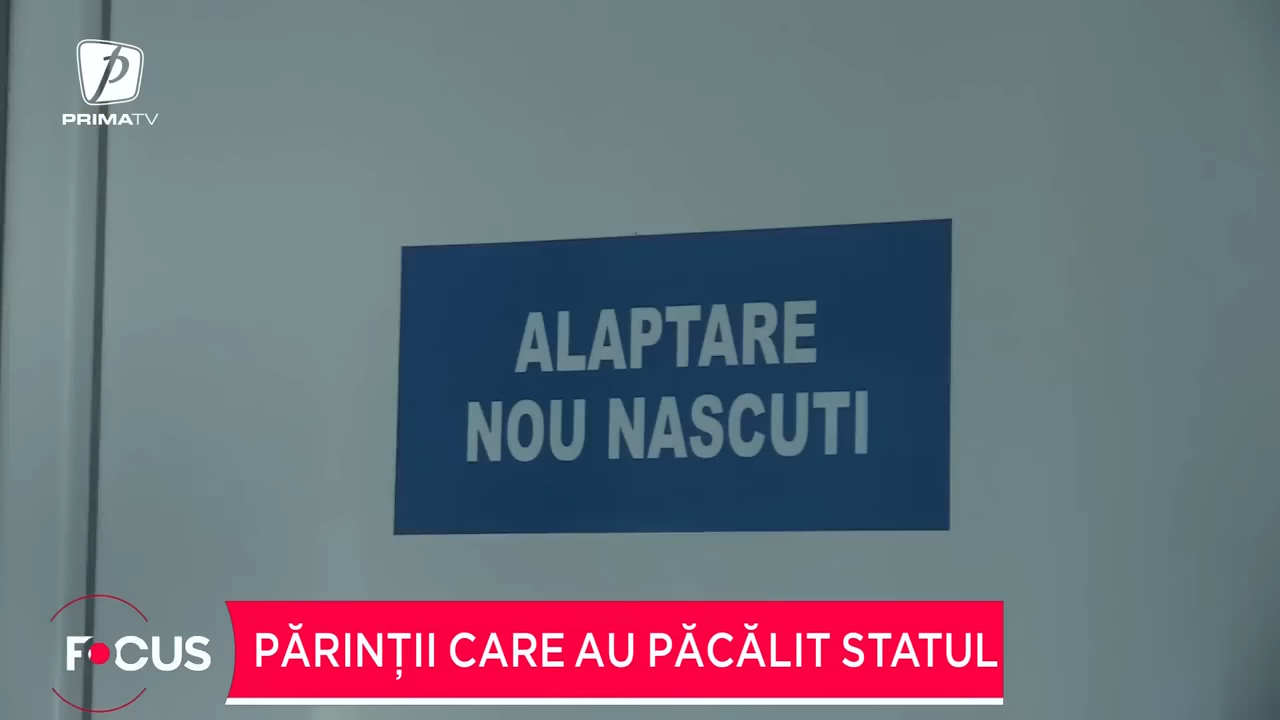 PRIMATV
ALAPTARE
NOU NASCUTI
FOCUS
PĂRINȚII CARE AU PĂCĂLIT STATUL